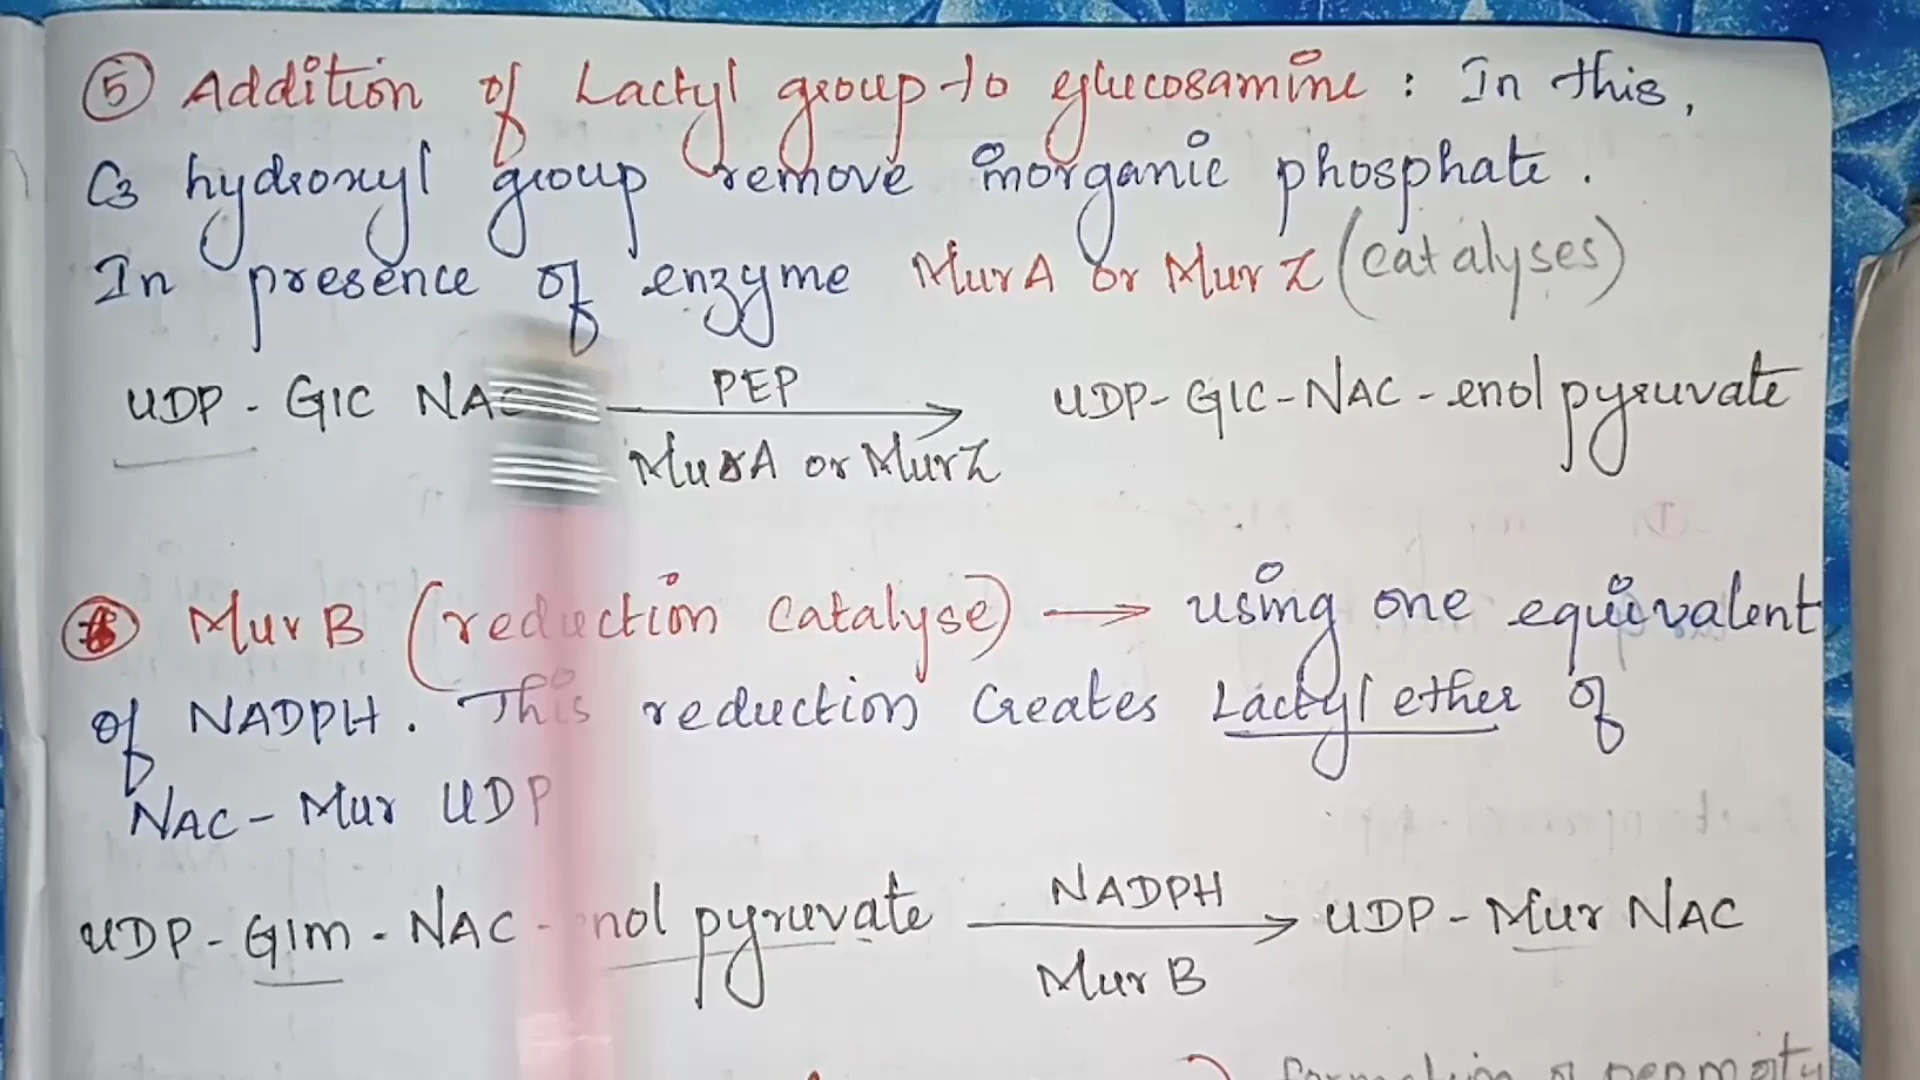 ⑤ Addition of Lactyl group to glucosamine : In this,
C3 hydroxyl group remove inorganic phosphate.
In presence of enzyme MurA or MurZ (catalyses)
UDP - Glc NAC
PEP
UDP- Glc-NAC - enol pyruvate
MurA or MurZ
⑥ MurB (reduction catalyse) → using one equivalent
of NADPH. This reduction creates Lactyl ether of
NAC - Mur UDP
NADPH
UDP - Glm - NAC - enol pyruvate → UDP - Mur NAC
Mur B